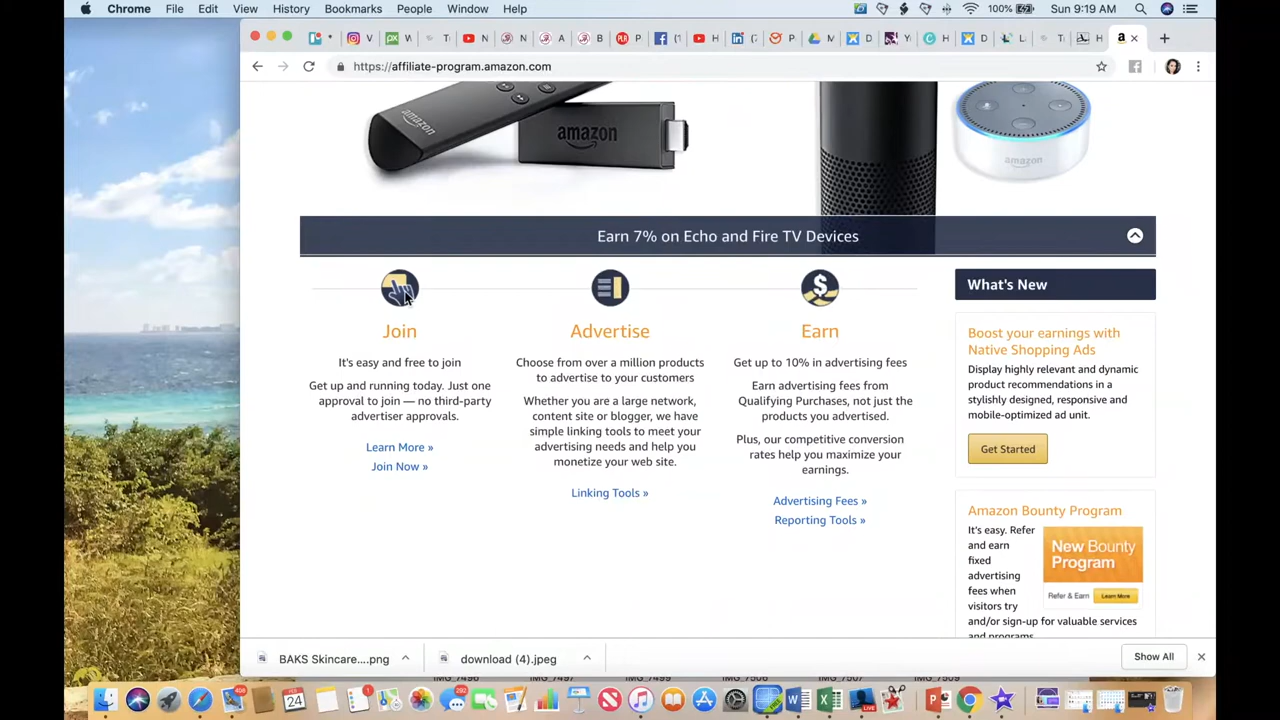 Chrome File Edit View History Bookmarks People Window Help 100% Sun 9:19 AM
https://affiliate-program.amazon.com
amazon
amazon
amazon
Earn 7% on Echo and Fire TV Devices
Join
It's easy and free to join
Get up and running today. Just one
approval to join — no third-party
advertiser approvals.
Learn More »
Join Now »
Advertise
Choose from over a million products
to advertise to your customers
Whether you are a large network,
content site or blogger, we have
simple linking tools to meet your
advertising needs and help you
monetize your web site.
Linking Tools »
Earn
Get up to 10% in advertising fees
Earn advertising fees from
Qualifying Purchases, not just the
products you advertised.
Plus, our competitive conversion
rates help you maximize your
earnings.
Advertising Fees »
Reporting Tools »
What's New
Boost your earnings with
Native Shopping Ads
Display highly relevant and dynamic
product recommendations in a
stylishly designed, responsive and
mobile-optimized ad unit.
Get Started
Amazon Bounty Program
It's easy. Refer
and earn
fixed
advertising
fees when
visitors try
and/or sign-up for valuable services
and programs.
New Bounty
Program
Refer & Earn Learn More
BAKS Skincare....png
download (4).jpeg
Show All
24